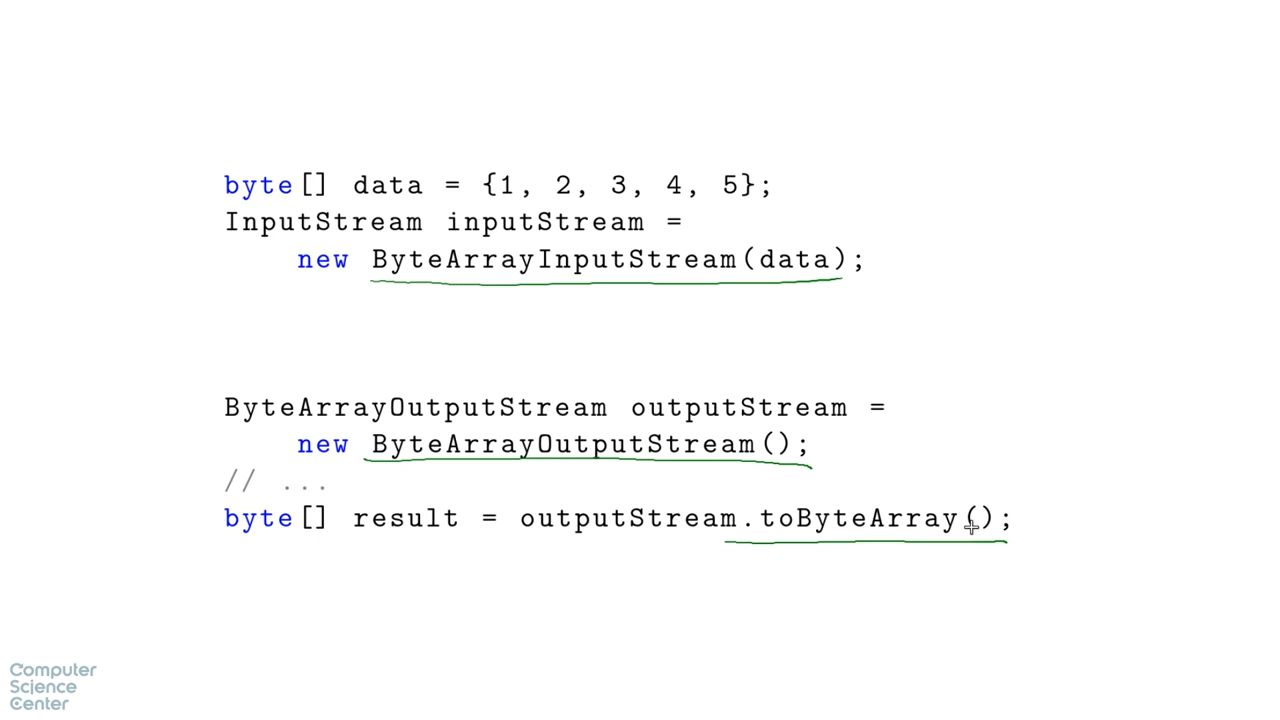 byte[] data = {1, 2, 3, 4, 5};
InputStream inputStream =
    new ByteArrayInputStream(data);
ByteArrayOutputStream outputStream =
    new ByteArrayOutputStream();
// ...
byte[] result = outputStream.toByteArray();
Computer
Science
Center